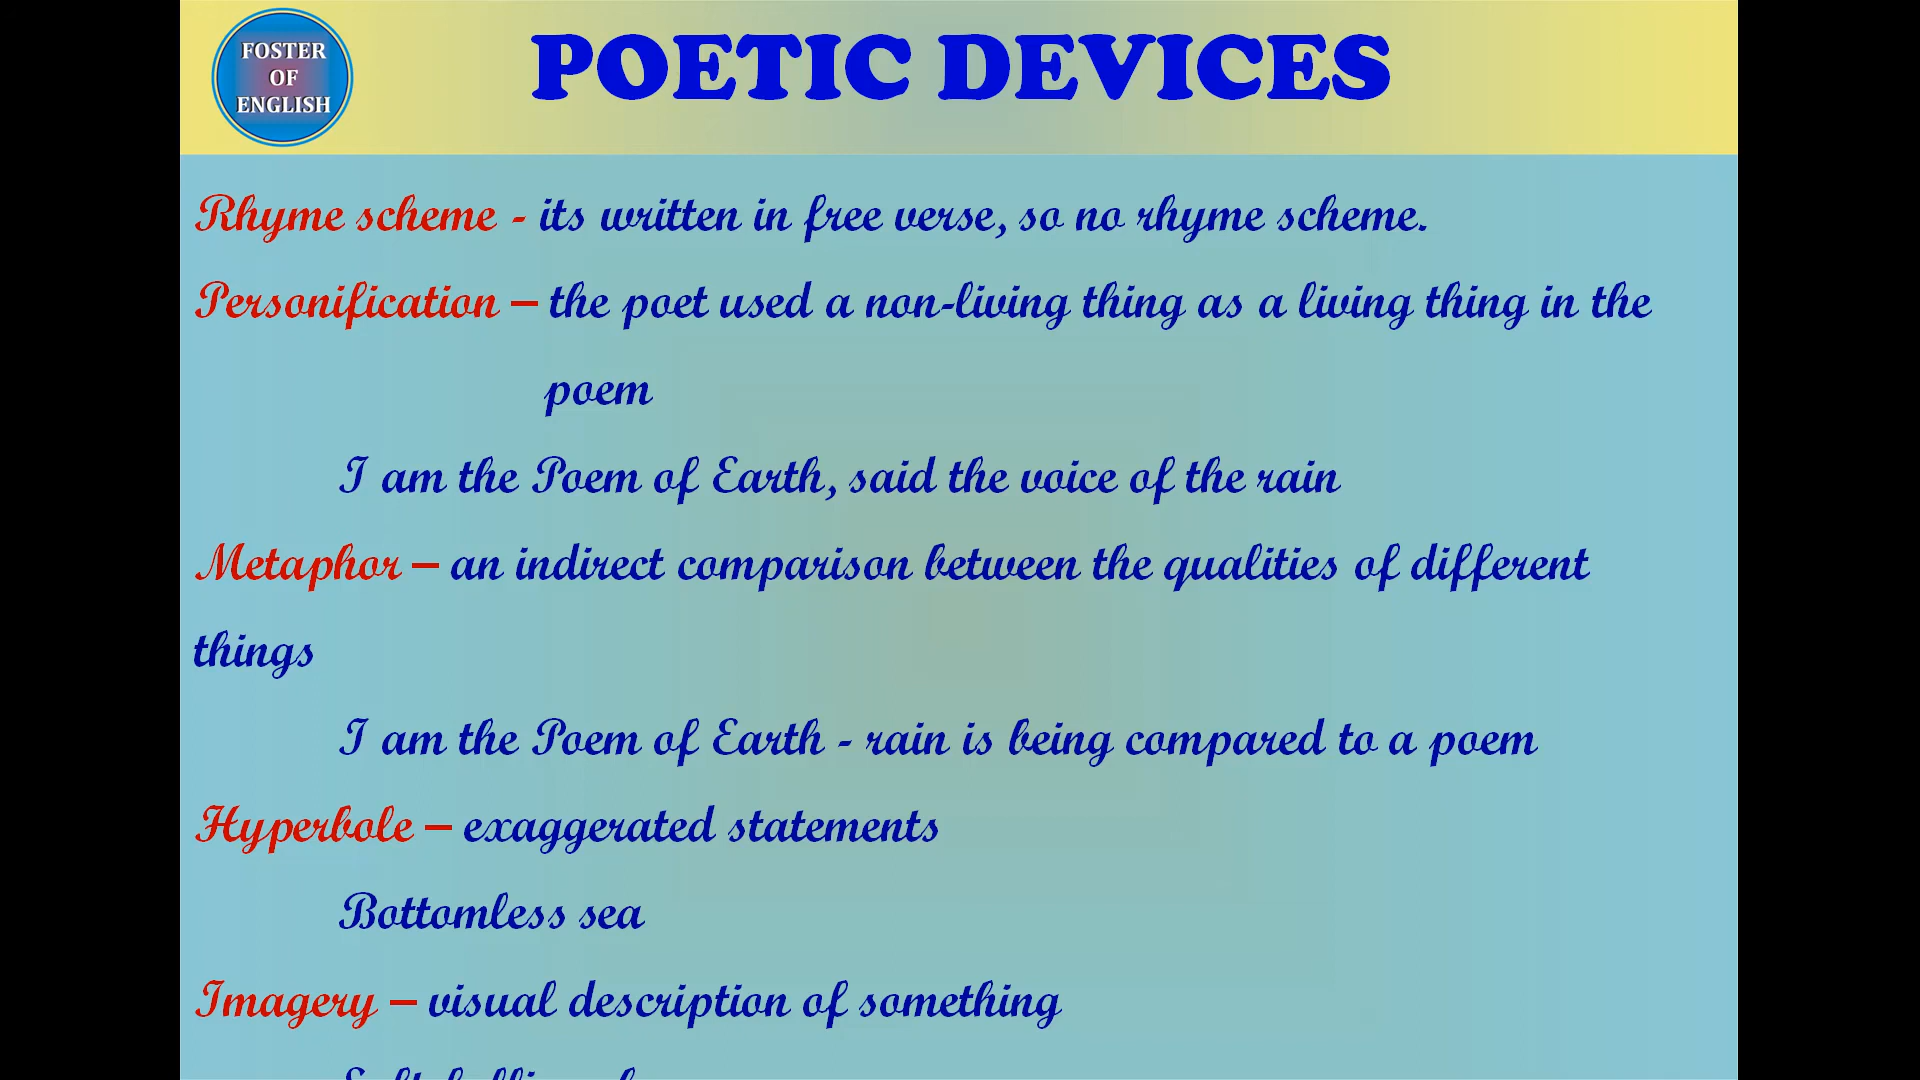 FOSTER
OF
ENGLISH
POETIC DEVICES
Rhyme scheme - its written in free verse, so no rhyme scheme.
Personification – the poet used a non-living thing as a living thing in the
poem
I am the Poem of Earth, said the voice of the rain
Metaphor – an indirect comparison between the qualities of different
things
I am the Poem of Earth - rain is being compared to a poem
Hyperbole – exaggerated statements
Bottomless sea
Imagery – visual description of something